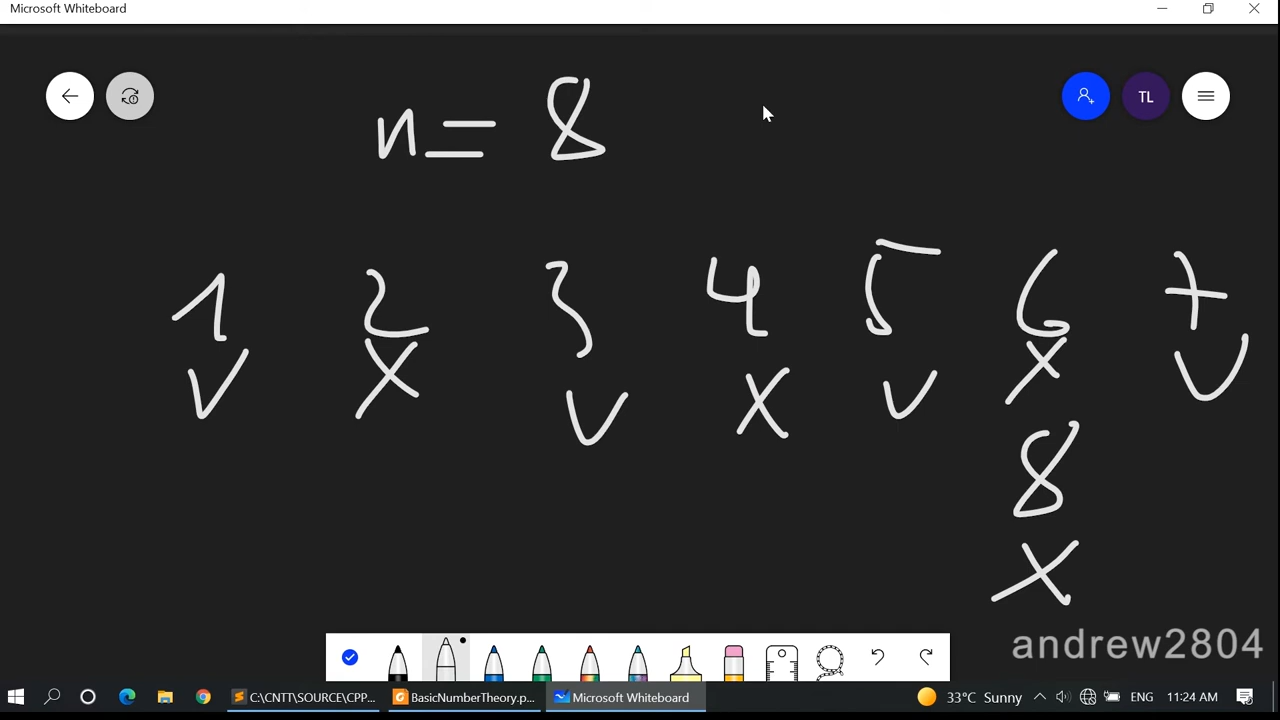 Microsoft Whiteboard
TL
n = 8
1 2 3 4 5 6 7
V X V X V X V
8
X
andrew2804
C:\CNTT\SOURCE\CPP... BasicNumberTheory.p... Microsoft Whiteboard 33°C Sunny ENG 11:24 AM